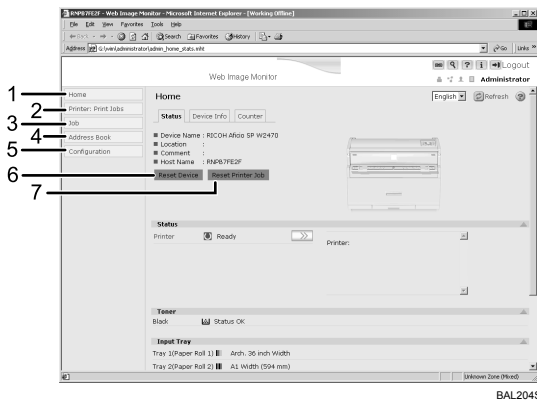 RNPB7FE2F - Web Image Monitor - Microsoft Internet Explorer - [Working Offline]
File Edit View Favorites Tools Help
Back Search Favorites History
Address G:\wim\administrator\admin_home_stats.mht Go Links »
Logout
Web Image Monitor
Administrator
1 Home
2 Printer: Print Jobs
3 Job
4 Address Book
5 Configuration
6
7
Home
English Refresh
Status Device Info Counter
Device Name : RICOH Aficio SP W2470
Location :
Comment :
Host Name : RNPB7FE2F
Reset Device Reset Printer Job
Status
Printer Ready
Printer:
Toner
Black Status OK
Input Tray
Tray 1(Paper Roll 1) Arch. 36 inch Width
Tray 2(Paper Roll 2) A1 Width (594 mm)
Unknown Zone (Mixed)
BAL204S